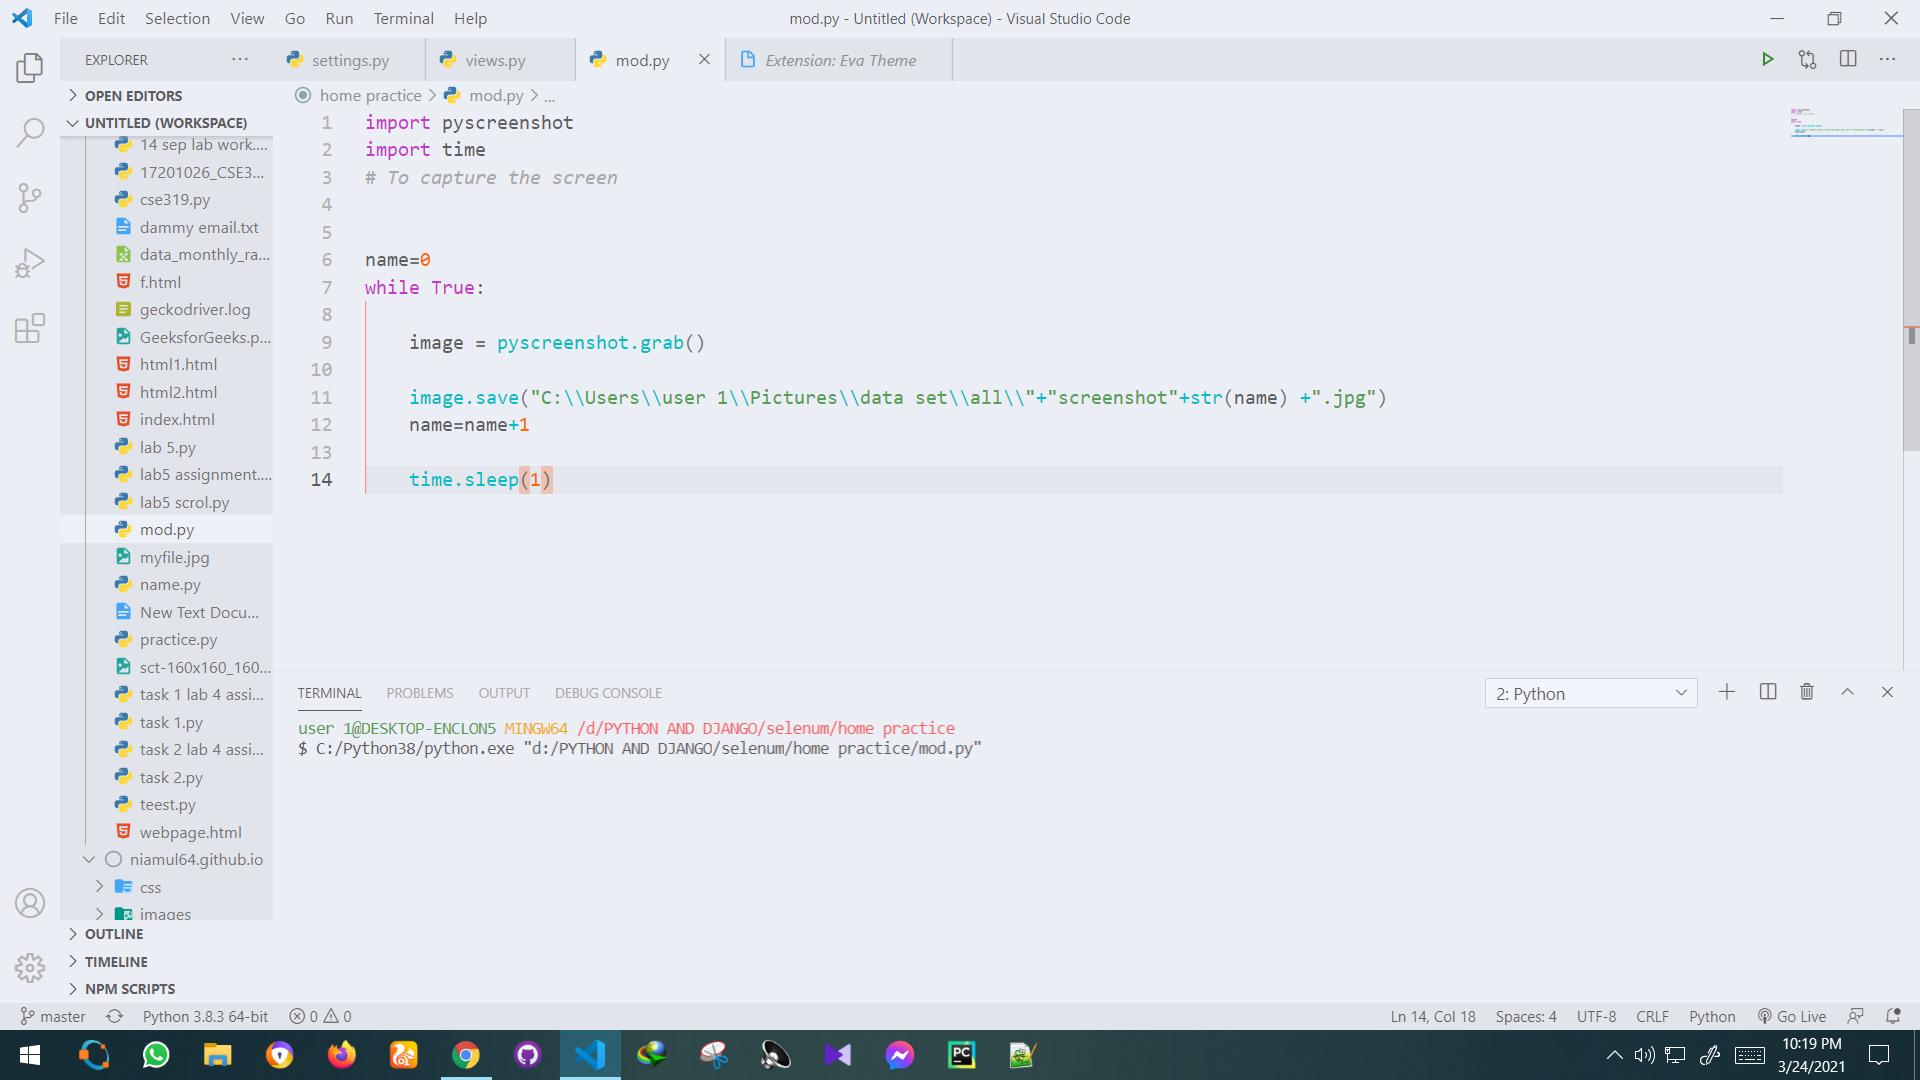 File Edit Selection View Go Run Terminal Help
mod.py - Untitled (Workspace) - Visual Studio Code
EXPLORER
settings.py
views.py
mod.py
Extension: Eva Theme
OPEN EDITORS
UNTITLED (WORKSPACE)
14 sep lab work....
17201026_CSE3...
cse319.py
dammy email.txt
data_monthly_ra...
f.html
geckodriver.log
GeeksforGeeks.p...
html1.html
html2.html
index.html
lab 5.py
lab5 assignment....
lab5 scrol.py
mod.py
myfile.jpg
name.py
New Text Docu...
practice.py
sct-160x160_160...
task 1 lab 4 assi...
task 1.py
task 2 lab 4 assi...
task 2.py
teest.py
webpage.html
niamul64.github.io
css
images
OUTLINE
TIMELINE
NPM SCRIPTS
home practice > mod.py > ...
1 import pyscreenshot
2 import time
3 # To capture the screen
4
5
6 name=0
7 while True:
8
9 image = pyscreenshot.grab()
10
11 image.save("C:\\Users\\user 1\\Pictures\\data set\\all\\"+"screenshot"+str(name) +".jpg")
12 name=name+1
13
14 time.sleep(1)
TERMINAL PROBLEMS OUTPUT DEBUG CONSOLE
2: Python
user 1@DESKTOP-ENCLON5 MINGW64 /d/PYTHON AND DJANGO/selenum/home practice
$ C:/Python38/python.exe "d:/PYTHON AND DJANGO/selenum/home practice/mod.py"
master Python 3.8.3 64-bit 0 0
Ln 14, Col 18 Spaces: 4 UTF-8 CRLF Python Go Live
PC
10:19 PM
3/24/2021